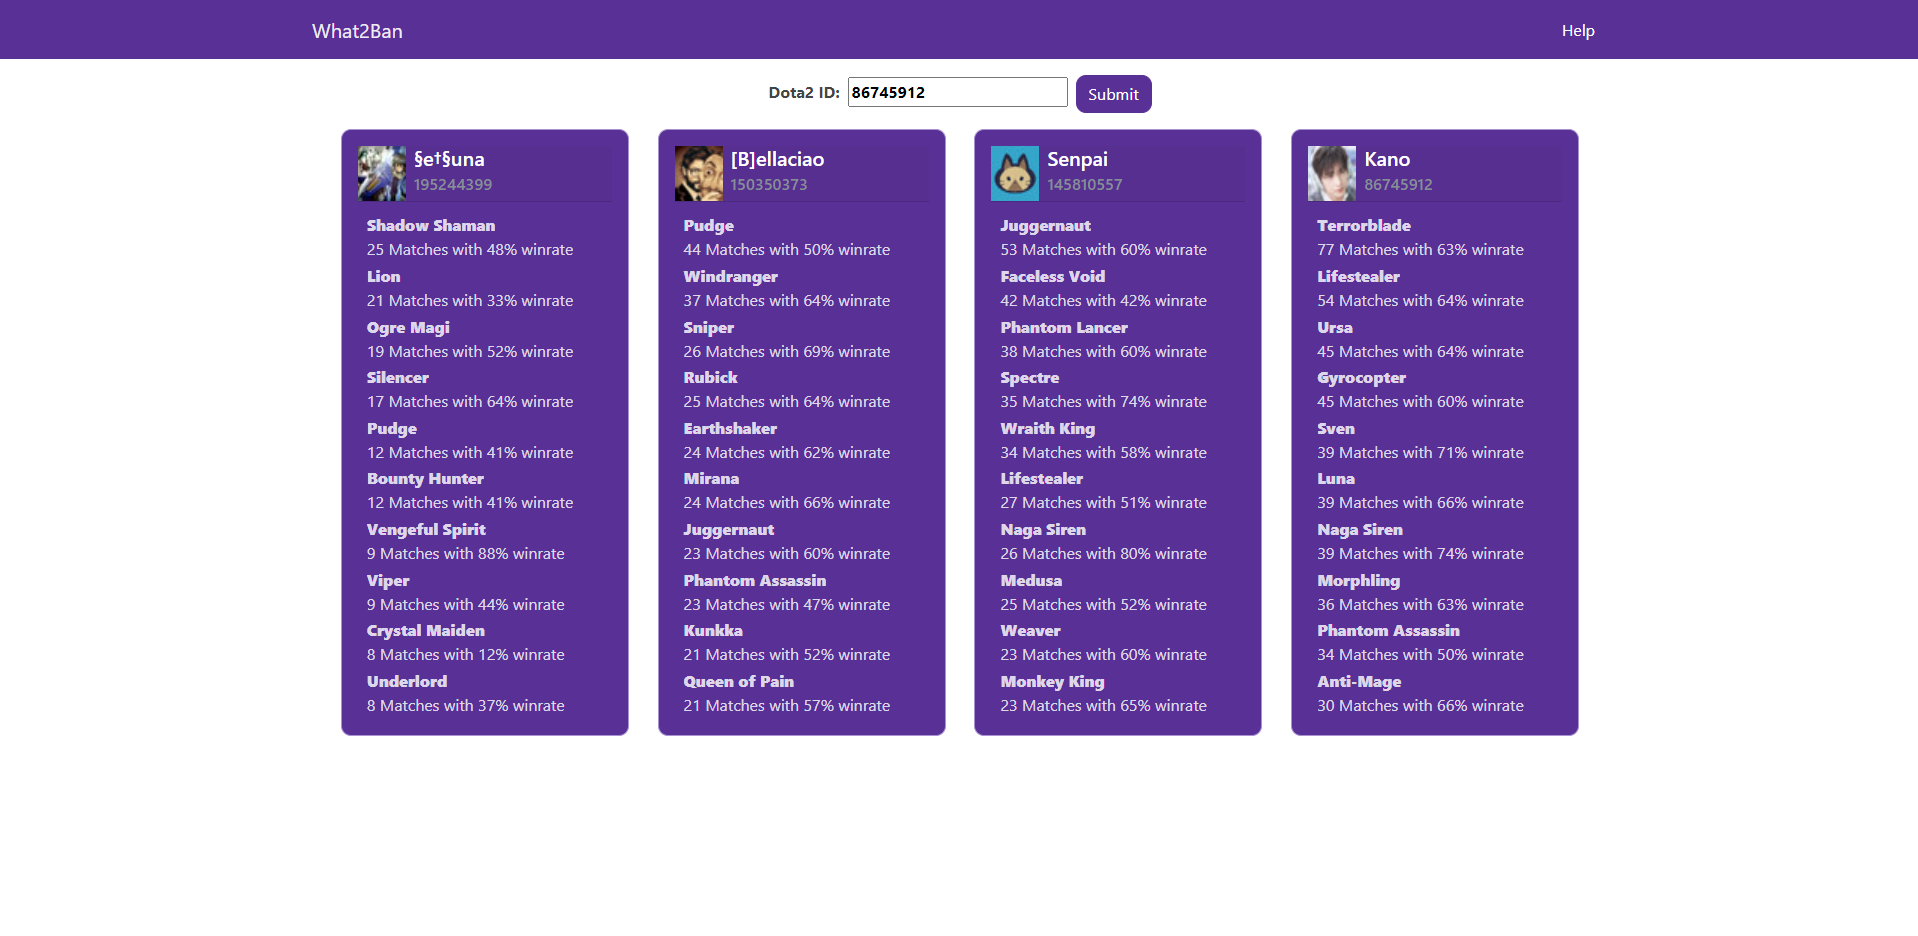 What2Ban
Help
Dota2 ID: 86745912 Submit
§e†§una
195244399
Shadow Shaman
25 Matches with 48% winrate
Lion
21 Matches with 33% winrate
Ogre Magi
19 Matches with 52% winrate
Silencer
17 Matches with 64% winrate
Pudge
12 Matches with 41% winrate
Bounty Hunter
12 Matches with 41% winrate
Vengeful Spirit
9 Matches with 88% winrate
Viper
9 Matches with 44% winrate
Crystal Maiden
8 Matches with 12% winrate
Underlord
8 Matches with 37% winrate
[B]ellaciao
150350373
Pudge
44 Matches with 50% winrate
Windranger
37 Matches with 64% winrate
Sniper
26 Matches with 69% winrate
Rubick
25 Matches with 64% winrate
Earthshaker
24 Matches with 62% winrate
Mirana
24 Matches with 66% winrate
Juggernaut
23 Matches with 60% winrate
Phantom Assassin
23 Matches with 47% winrate
Kunkka
21 Matches with 52% winrate
Queen of Pain
21 Matches with 57% winrate
Senpai
145810557
Juggernaut
53 Matches with 60% winrate
Faceless Void
42 Matches with 42% winrate
Phantom Lancer
38 Matches with 60% winrate
Spectre
35 Matches with 74% winrate
Wraith King
34 Matches with 58% winrate
Lifestealer
27 Matches with 51% winrate
Naga Siren
26 Matches with 80% winrate
Medusa
25 Matches with 52% winrate
Weaver
23 Matches with 60% winrate
Monkey King
23 Matches with 65% winrate
Kano
86745912
Terrorblade
77 Matches with 63% winrate
Lifestealer
54 Matches with 64% winrate
Ursa
45 Matches with 64% winrate
Gyrocopter
45 Matches with 60% winrate
Sven
39 Matches with 71% winrate
Luna
39 Matches with 66% winrate
Naga Siren
39 Matches with 74% winrate
Morphling
36 Matches with 63% winrate
Phantom Assassin
34 Matches with 50% winrate
Anti-Mage
30 Matches with 66% winrate